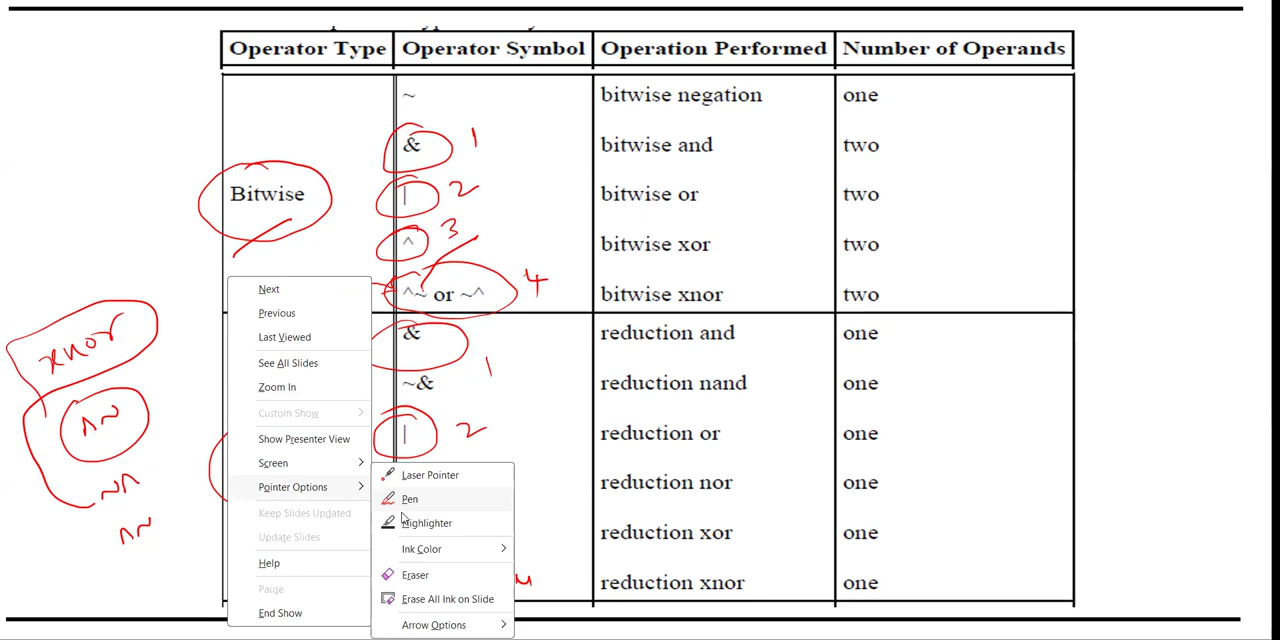 Operator Type Operator Symbol Operation Performed Number of Operands
~ bitwise negation one
& 1 bitwise and two
Bitwise | 2 bitwise or two
^ 3 bitwise xor two
^~ or ~^ 4 bitwise xnor two
& reduction and one
~& 1 reduction nand one
| 2 reduction or one
reduction nor one
reduction xor one
reduction xnor one
xnor
^~
~^
^~
Next
Previous
Last Viewed
See All Slides
Zoom In
Custom Show
Show Presenter View
Screen
Pointer Options
Keep Slides Updated
Update Slides
Help
Pause
End Show
Laser Pointer
Pen
Highlighter
Ink Color
Eraser
Erase All Ink on Slide
Arrow Options